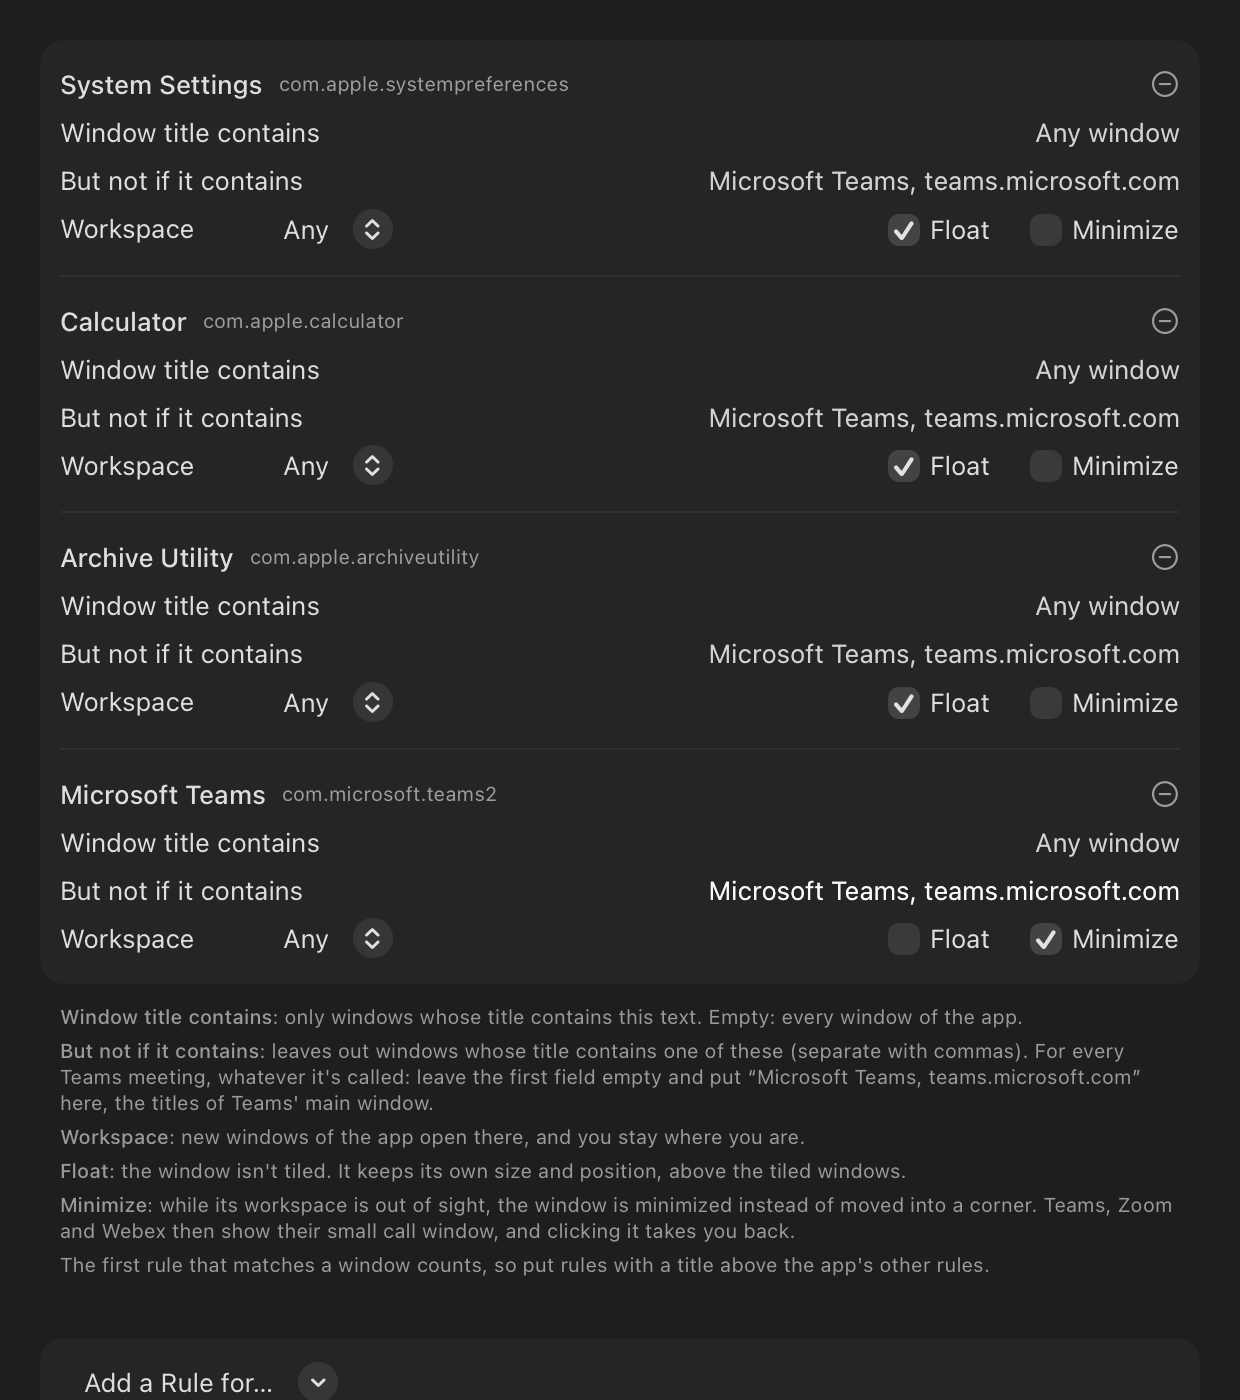 System Settings com.apple.systempreferences
Window title contains Any window
But not if it contains Microsoft Teams, teams.microsoft.com
Workspace Any Float Minimize
Calculator com.apple.calculator
Window title contains Any window
But not if it contains Microsoft Teams, teams.microsoft.com
Workspace Any Float Minimize
Archive Utility com.apple.archiveutility
Window title contains Any window
But not if it contains Microsoft Teams, teams.microsoft.com
Workspace Any Float Minimize
Microsoft Teams com.microsoft.teams2
Window title contains Any window
But not if it contains Microsoft Teams, teams.microsoft.com
Workspace Any Float Minimize
Window title contains: only windows whose title contains this text. Empty: every window of the app.
But not if it contains: leaves out windows whose title contains one of these (separate with commas). For every
Teams meeting, whatever it's called: leave the first field empty and put “Microsoft Teams, teams.microsoft.com”
here, the titles of Teams' main window.
Workspace: new windows of the app open there, and you stay where you are.
Float: the window isn't tiled. It keeps its own size and position, above the tiled windows.
Minimize: while its workspace is out of sight, the window is minimized instead of moved into a corner. Teams, Zoom
and Webex then show their small call window, and clicking it takes you back.
The first rule that matches a window counts, so put rules with a title above the app's other rules.
Add a Rule for...